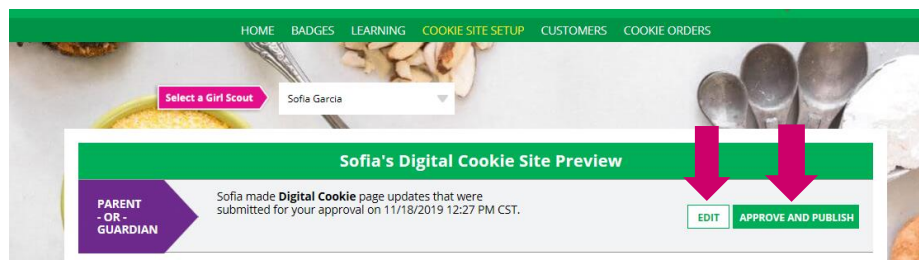 HOME BADGES LEARNING COOKIE SITE SETUP CUSTOMERS COOKIE ORDERS
Select a Girl Scout Sofia Garcia
Sofia's Digital Cookie Site Preview
PARENT
- OR -
GUARDIAN
Sofia made Digital Cookie page updates that were
submitted for your approval on 11/18/2019 12:27 PM CST.
EDIT APPROVE AND PUBLISH